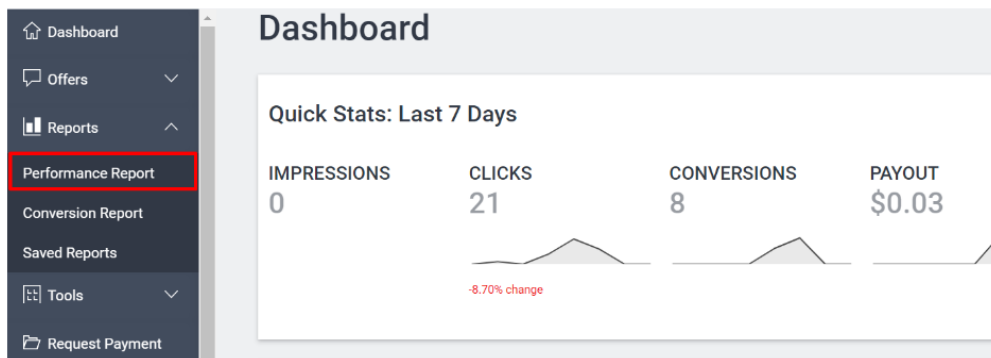 Dashboard
Offers
Reports
Performance Report
Conversion Report
Saved Reports
Tools
Request Payment
Dashboard
Quick Stats: Last 7 Days
IMPRESSIONS CLICKS CONVERSIONS PAYOUT
0 21 8 $0.03
-8.70% change